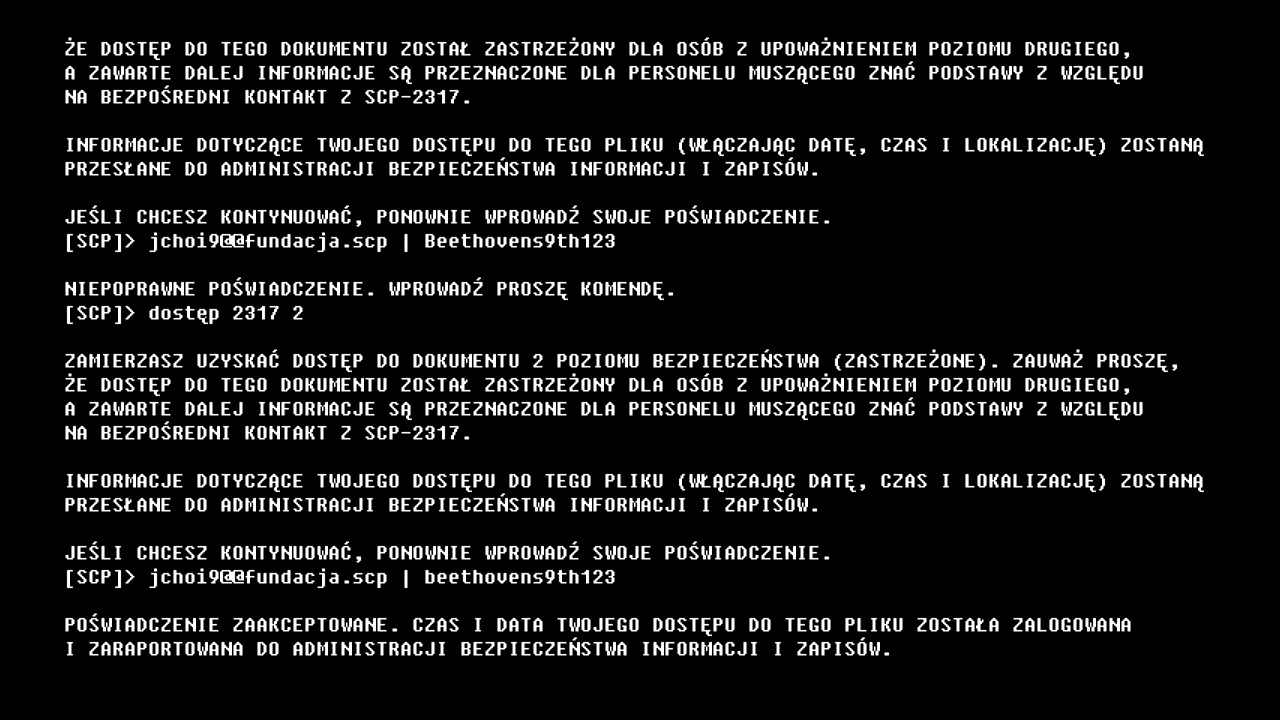 ŻE DOSTĘP DO TEGO DOKUMENTU ZOSTAŁ ZASTRZEŻONY DLA OSÓB Z UPOWAŻNIENIEM POZIOMU DRUGIEGO,
A ZAWARTE DALEJ INFORMACJE SĄ PRZEZNACZONE DLA PERSONELU MUSZĄCEGO ZNAĆ PODSTAWY Z WZGLĘDU
NA BEZPOŚREDNI KONTAKT Z SCP-2317.
INFORMACJE DOTYCZĄCE TWOJEGO DOSTĘPU DO TEGO PLIKU (WŁĄCZAJĄC DATĘ, CZAS I LOKALIZACJĘ) ZOSTANĄ
PRZESŁANE DO ADMINISTRACJI BEZPIECZEŃSTWA INFORMACJI I ZAPISÓW.
JEŚLI CHCESZ KONTYNUOWAĆ, PONOWNIE WPROWADŹ SWOJE POŚWIADCZENIE.
[SCP]> jchoi9@@fundacja.scp | Beethovens9th123
NIEPOPRAWNE POŚWIADCZENIE. WPROWADŹ PROSZĘ KOMENDĘ.
[SCP]> dostęp 2317 2
ZAMIERZASZ UZYSKAĆ DOSTĘP DO DOKUMENTU 2 POZIOMU BEZPIECZEŃSTWA (ZASTRZEŻONE). ZAUWAŻ PROSZĘ,
ŻE DOSTĘP DO TEGO DOKUMENTU ZOSTAŁ ZASTRZEŻONY DLA OSÓB Z UPOWAŻNIENIEM POZIOMU DRUGIEGO,
A ZAWARTE DALEJ INFORMACJE SĄ PRZEZNACZONE DLA PERSONELU MUSZĄCEGO ZNAĆ PODSTAWY Z WZGLĘDU
NA BEZPOŚREDNI KONTAKT Z SCP-2317.
INFORMACJE DOTYCZĄCE TWOJEGO DOSTĘPU DO TEGO PLIKU (WŁĄCZAJĄC DATĘ, CZAS I LOKALIZACJĘ) ZOSTANĄ
PRZESŁANE DO ADMINISTRACJI BEZPIECZEŃSTWA INFORMACJI I ZAPISÓW.
JEŚLI CHCESZ KONTYNUOWAĆ, PONOWNIE WPROWADŹ SWOJE POŚWIADCZENIE.
[SCP]> jchoi9@@fundacja.scp | beethovens9th123
POŚWIADCZENIE ZAAKCEPTOWANE. CZAS I DATA TWOJEGO DOSTĘPU DO TEGO PLIKU ZOSTAŁA ZALOGOWANA
I ZARAPORTOWANA DO ADMINISTRACJI BEZPIECZEŃSTWA INFORMACJI I ZAPISÓW.